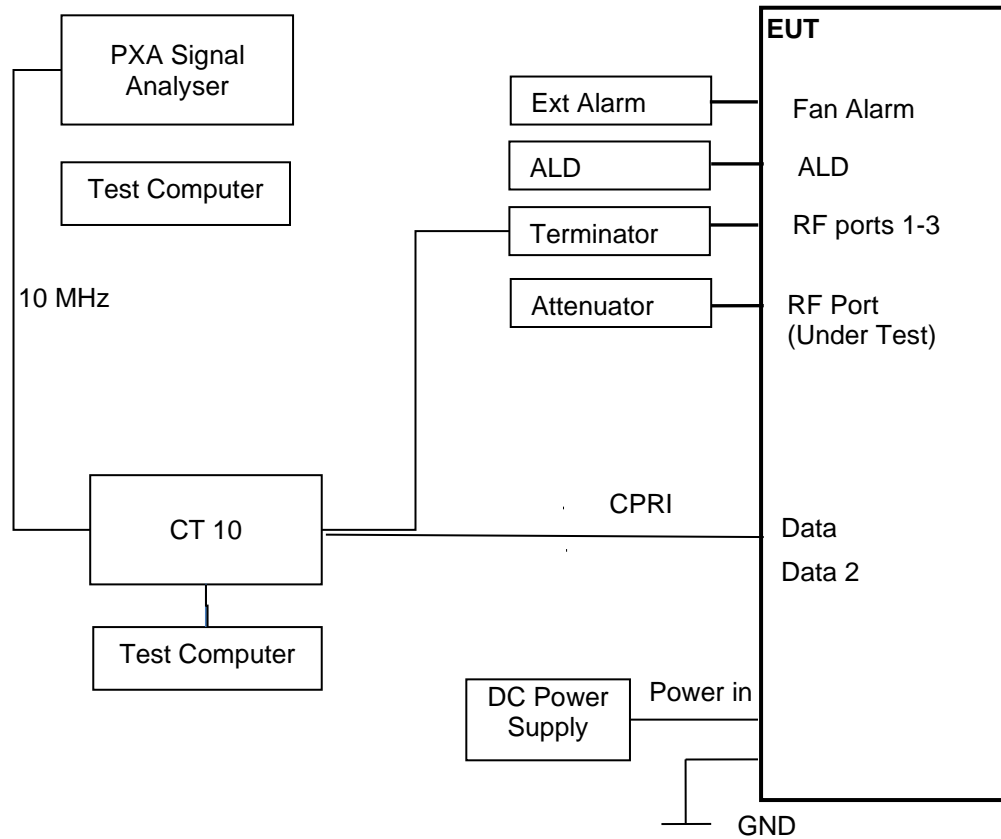 EUT
PXA Signal
Analyser
Ext Alarm
Fan Alarm
Test Computer
ALD
ALD
Terminator
RF ports 1-3
10 MHz
Attenuator
RF Port
(Under Test)
CPRI
CT 10
Data
Data 2
Test Computer
DC Power
Supply
Power in
GND